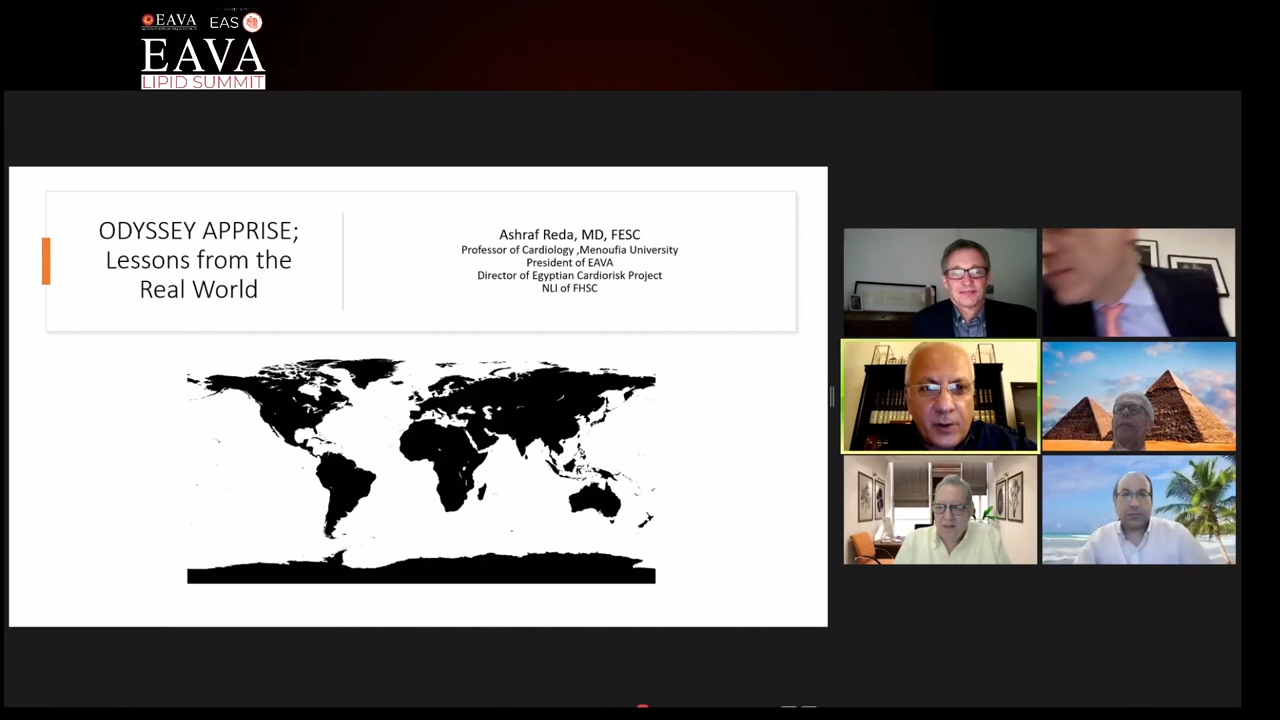 EAVA
EAS
EAVA
LIPID SUMMIT
ODYSSEY APPRISE;
Lessons from the
Real World
Ashraf Reda, MD, FESC
Professor of Cardiology ,Menoufia University
President of EAVA
Director of Egyptian Cardiorisk Project
NLI of FHSC